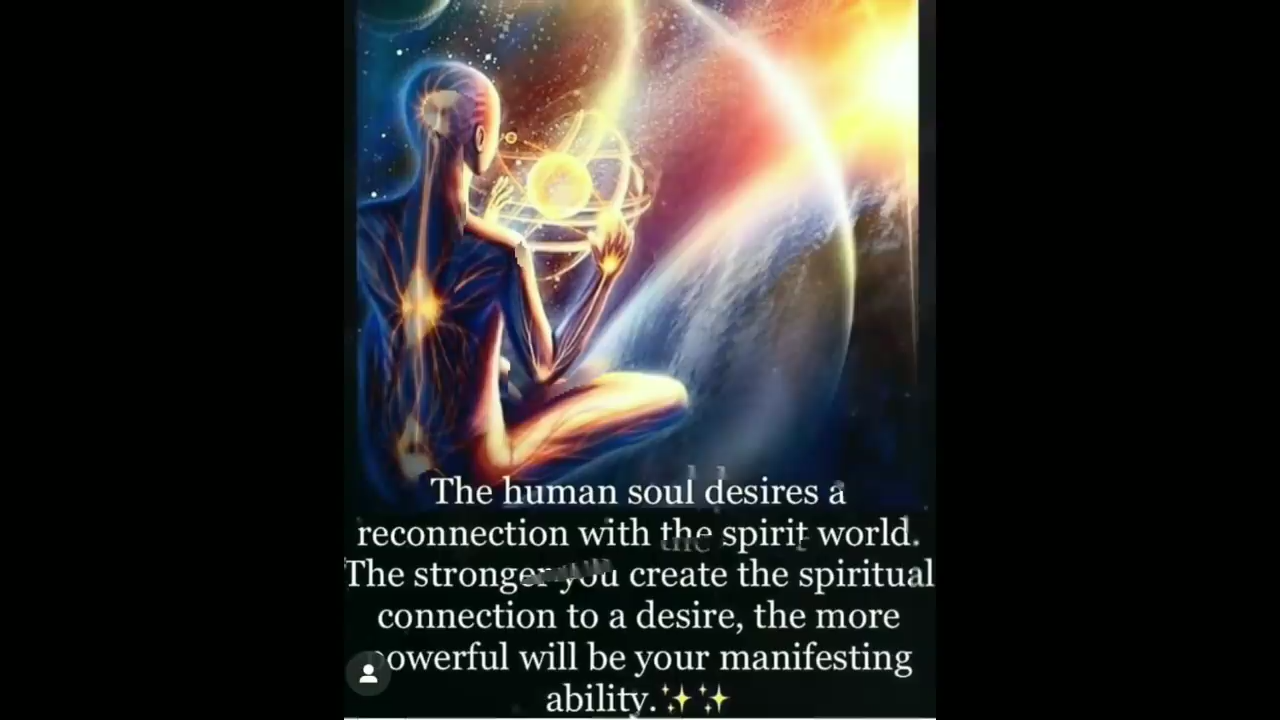 The human soul desires a
reconnection with the spirit world.
The stronger you create the spiritual
connection to a desire, the more
powerful will be your manifesting
ability.✨✨